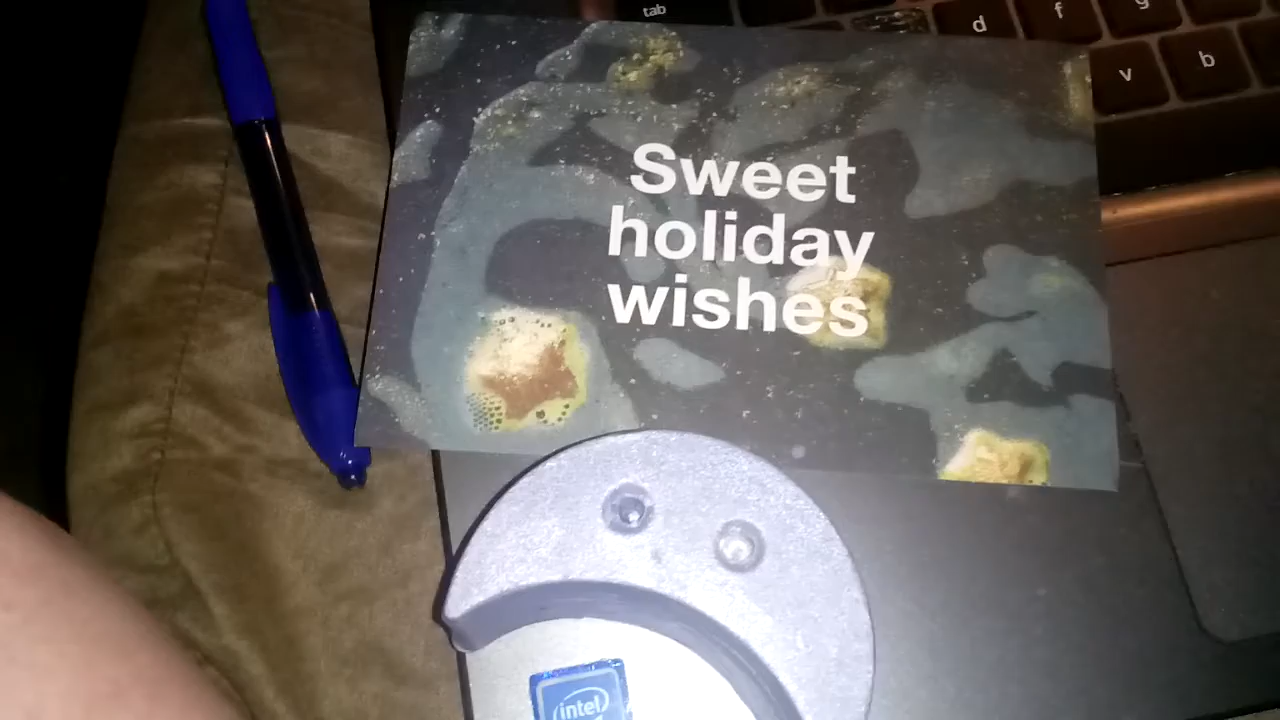 tab
d
f
g
v
b
Sweet
holiday
wishes
intel